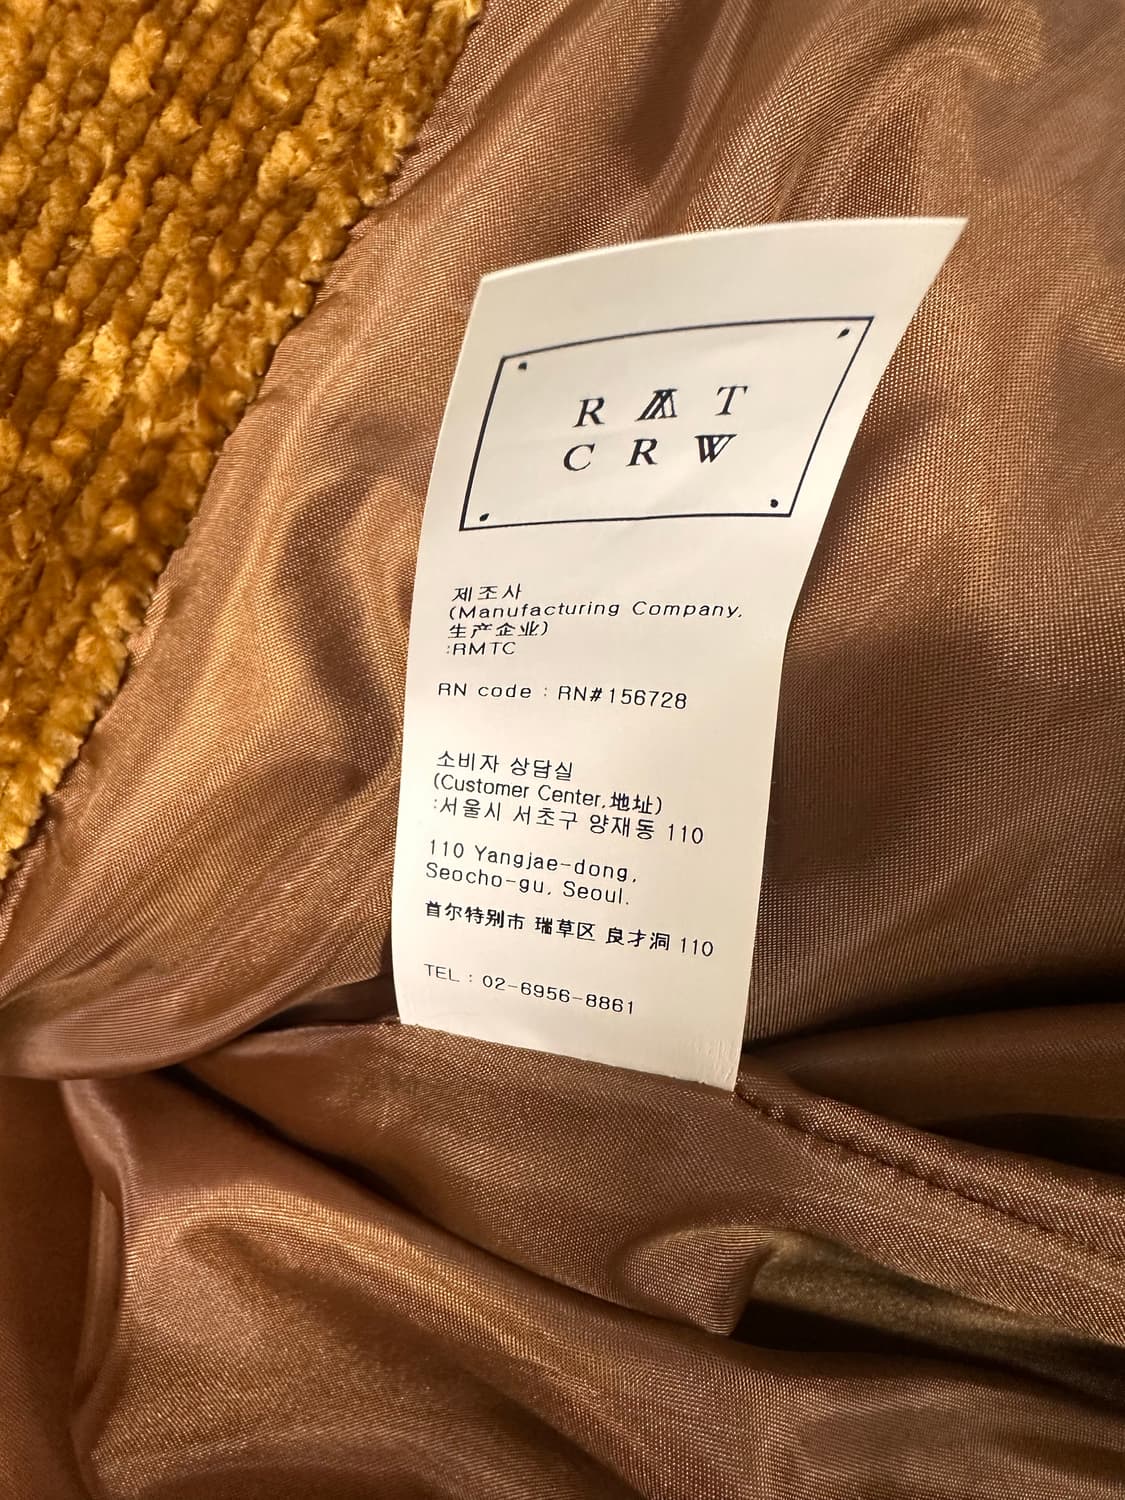 R M T
C R W
제조사
(Manufacturing Company,
生产企业)
:RMTC
RN code : RN#156728
소비자 상담실
(Customer Center,地址)
:서울시 서초구 양재동 110
110 Yangjae-dong,
Seocho-gu, Seoul.
首尔特别市 瑞草区 良才洞 110
TEL : 02-6956-8861